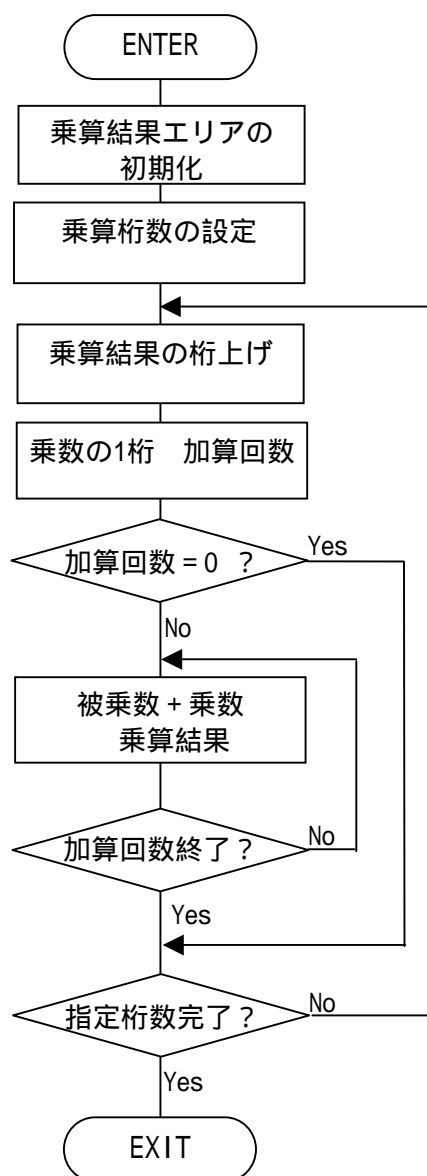 ENTER
乗算結果エリアの
初期化
乗算桁数の設定
乗算結果の桁上げ
乗数の1桁　加算回数
加算回数 = 0 ？
Yes
No
被乗数 + 乗数
乗算結果
加算回数終了？
No
Yes
指定桁数完了？
No
Yes
EXIT